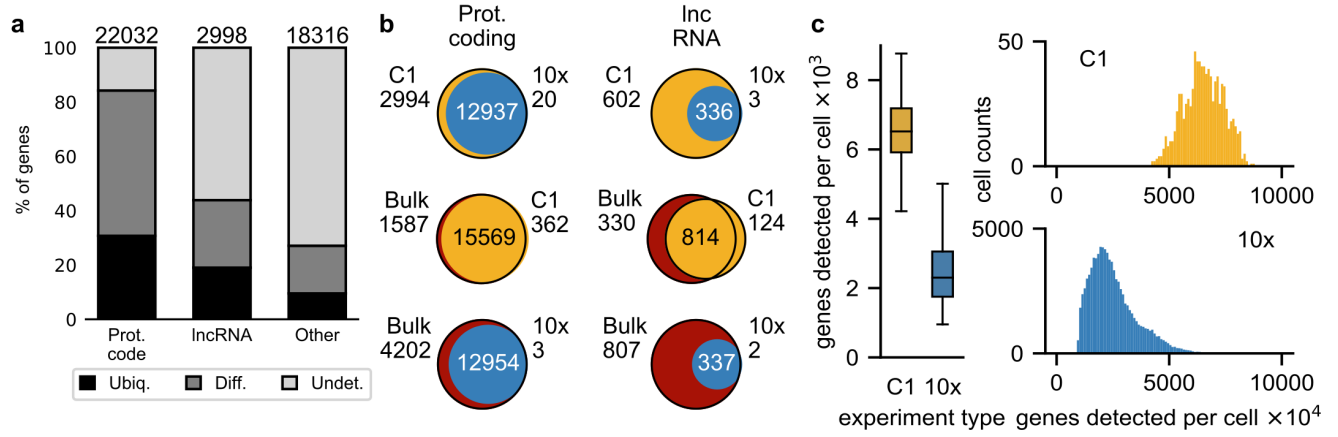 a
22032 2998 18316
100
80
60
40
20
0
% of genes
Prot.
code
lncRNA
Other
Ubiq. Diff. Undet.
b
Prot.
coding
lnc
RNA
C1
2994
12937
10x
20
C1
602
336
10x
3
Bulk
1587
15569
C1
362
Bulk
330
814
C1
124
Bulk
4202
12954
10x
3
Bulk
807
337
10x
2
c
genes detected per cell ×10³
8
6
4
2
0
C1 10x
experiment type
cell counts
50
0
C1
0 5000 10000
5000
0
10x
0 5000 10000
genes detected per cell ×10⁴